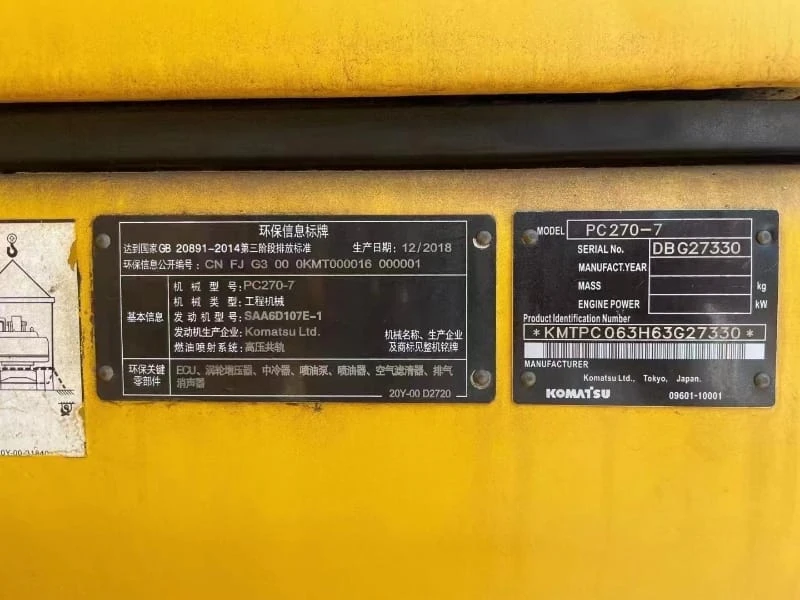 环保信息标牌
达到国家GB 20891-2014第三阶段排放标准 生产日期: 12/2018
环保信息公开编号: CN FJ G3 00 0KMT000016 000001
基本信息
机 械 型 号: PC270-7
机 械 类 型: 工程机械
发 动 机 型 号: SAA6D107E-1
发动机生产企业: Komatsu Ltd.
燃油喷射系统: 高压共轨
机械名称、生产企业
及商标见整机铭牌
环保关键
零部件
ECU、涡轮增压器、中冷器、喷油泵、喷油器、空气滤清器、排气
消声器
20Y-00 D2720
MODEL PC270-7
SERIAL No. DBG27330
MANUFACT.YEAR
MASS kg
ENGINE POWER kW
Product Identification Number
*KMTPC063H63G27330*
MANUFACTURER
Komatsu Ltd., Tokyo, Japan.
KOMATSU 09601-10001